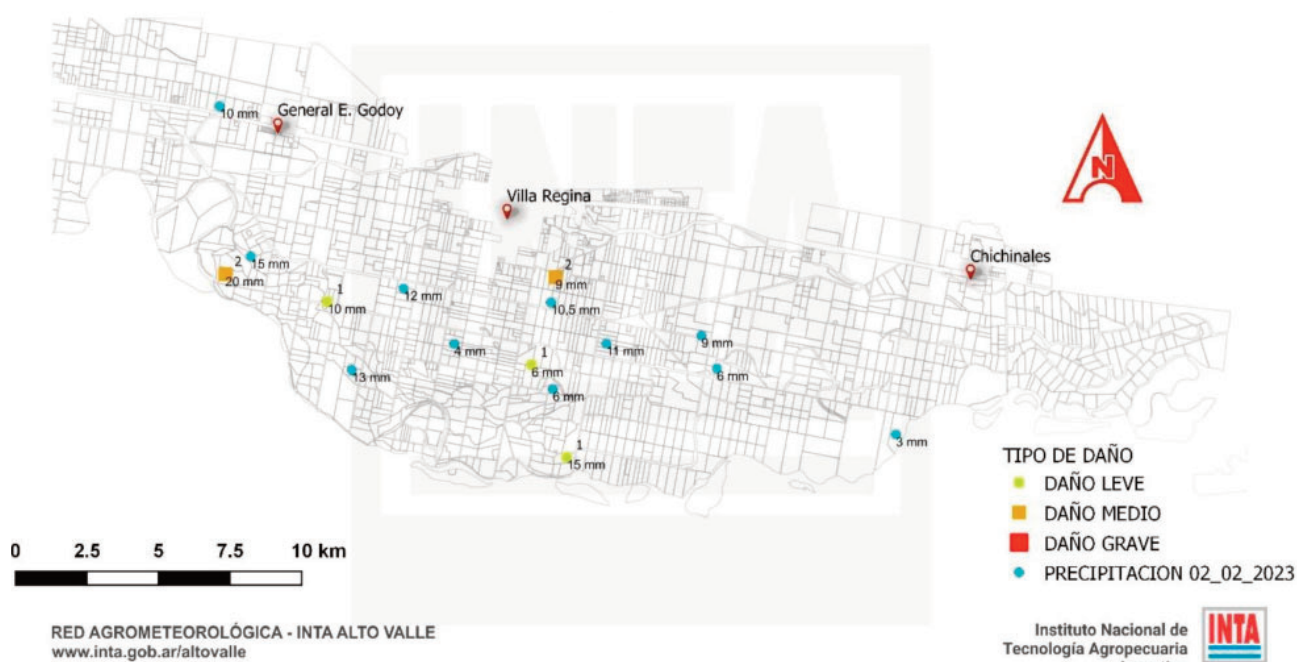 10 mm
General E. Godoy
Villa Regina
Chichinales
2
15 mm
20 mm
1
10 mm
12 mm
2
9 mm
10,5 mm
4 mm
11 mm
9 mm
1
6 mm
6 mm
13 mm
6 mm
1
15 mm
3 mm
N
TIPO DE DAÑO
DAÑO LEVE
DAÑO MEDIO
DAÑO GRAVE
PRECIPITACION 02_02_2023
0 2.5 5 7.5 10 km
RED AGROMETEOROLÓGICA - INTA ALTO VALLE
www.inta.gob.ar/altovalle
Instituto Nacional de
Tecnología Agropecuaria
INTA
INTA